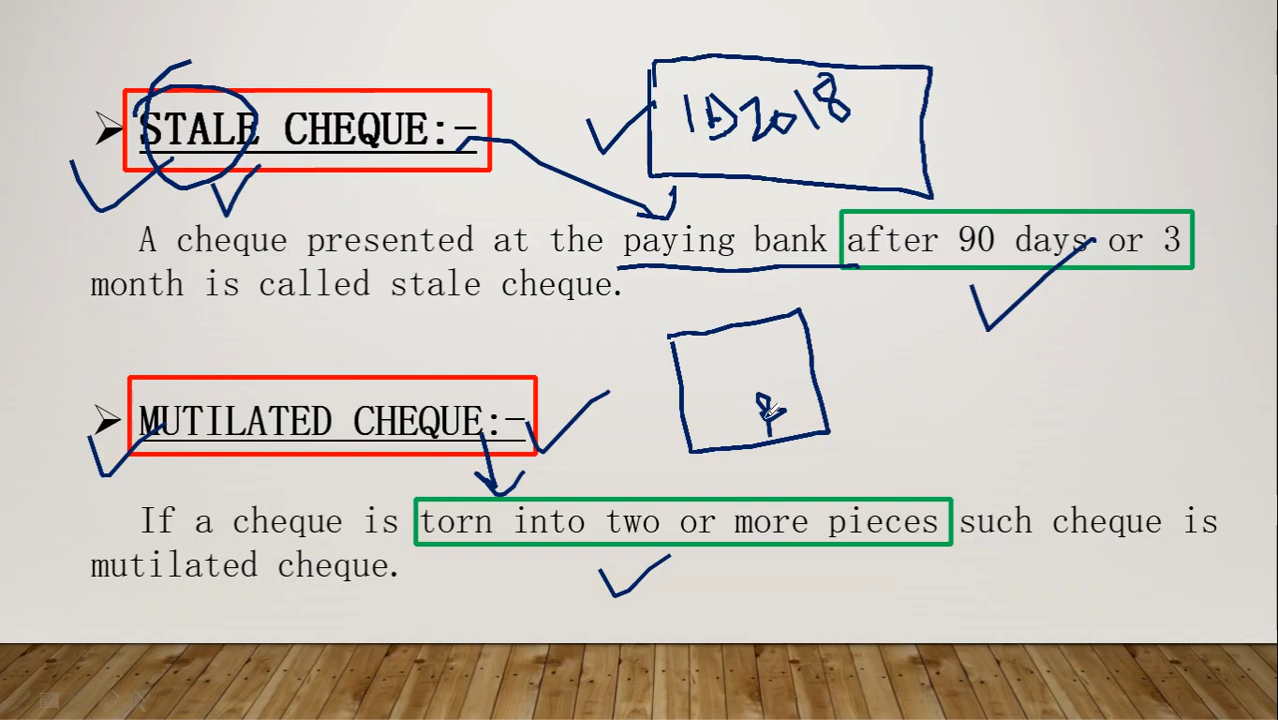 STALE CHEQUE:-
A cheque presented at the paying bank after 90 days or 3
month is called stale cheque.
MUTILATED CHEQUE:-
If a cheque is torn into two or more pieces such cheque is
mutilated cheque.